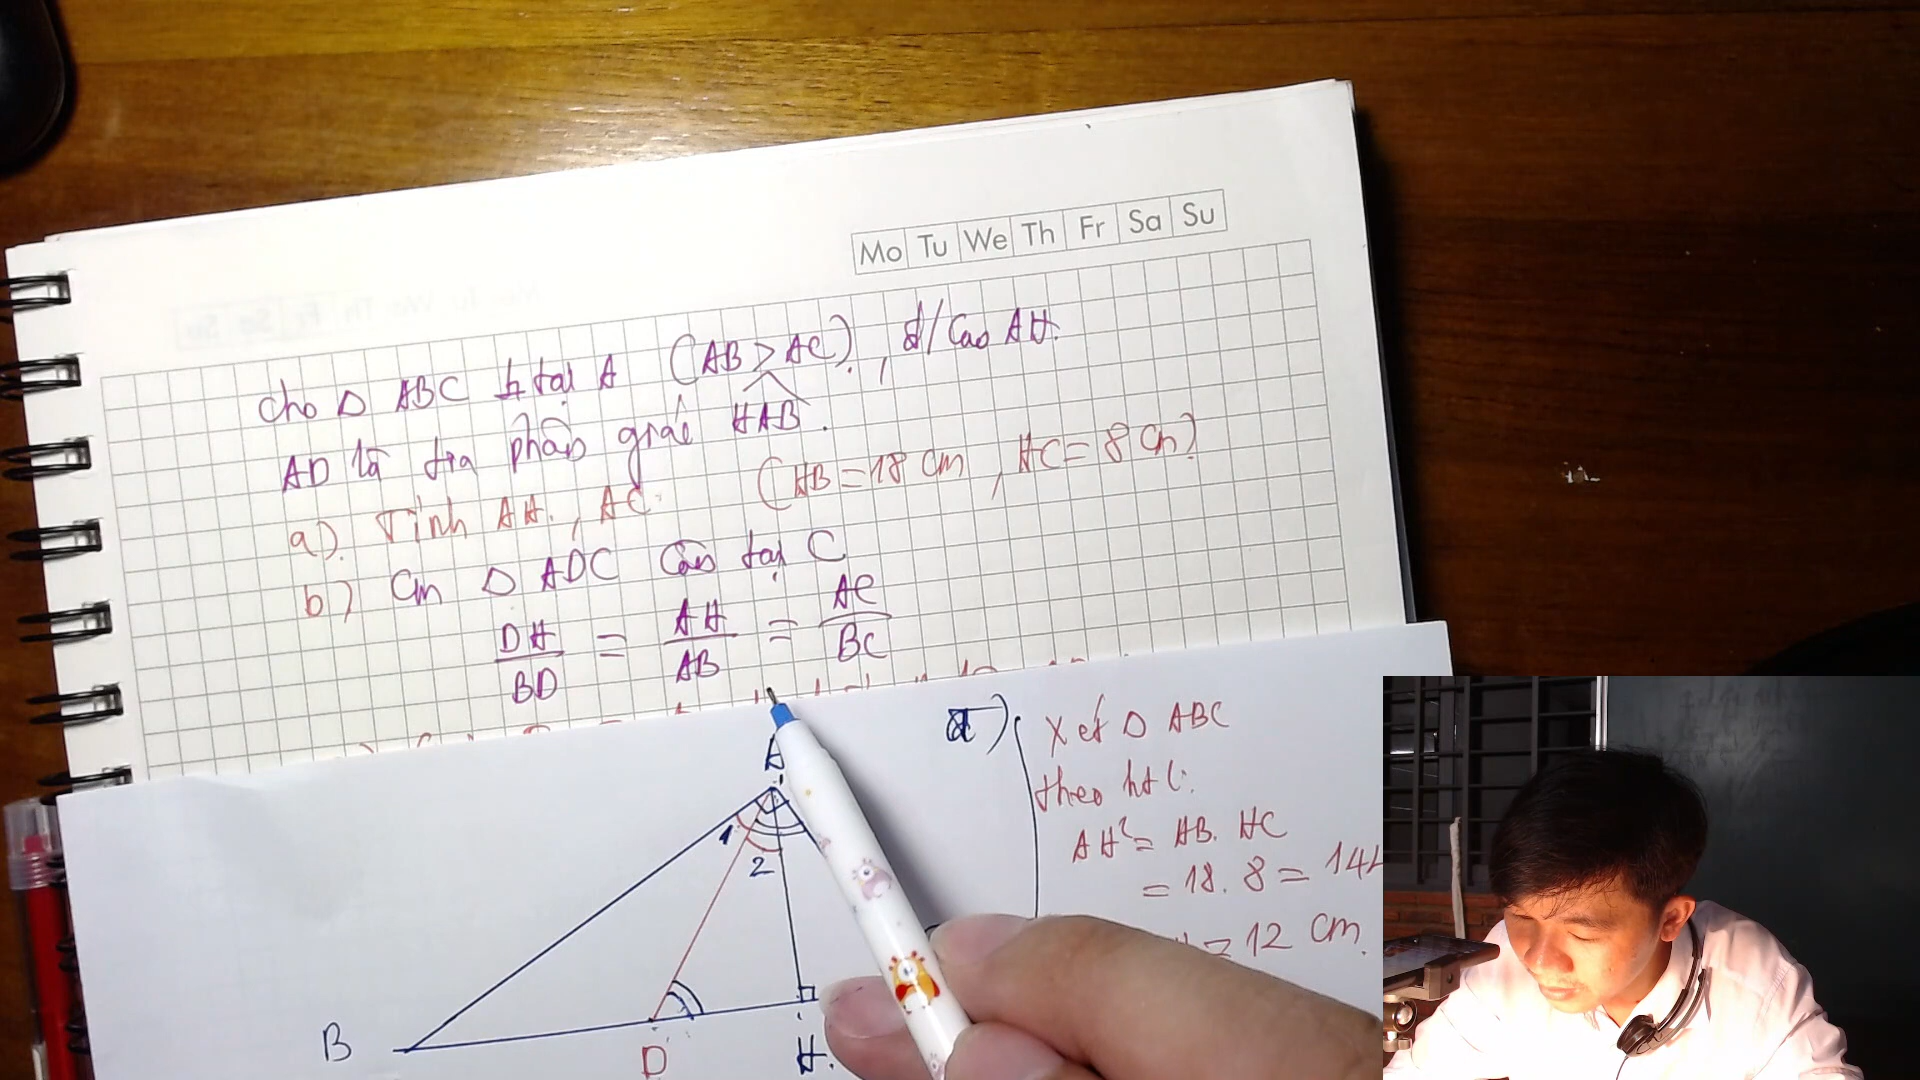 Mo Tu We Th Fr Sa Su
Cho Δ ABC ⊥ tại A (AB > AC), đ/cao AH.
AD là tia phân giác HAB.
a) Tính AH, AC. (HB = 18 cm, HC = 8 cm)
b) Cm Δ ADC cân tại C
DH/BD = AH/AB = AC/BC
a) Xét Δ ABC
theo htl:
AH² = HB. HC
= 18. 8 = 144
= 12 cm.
A
1
2
B
D
H